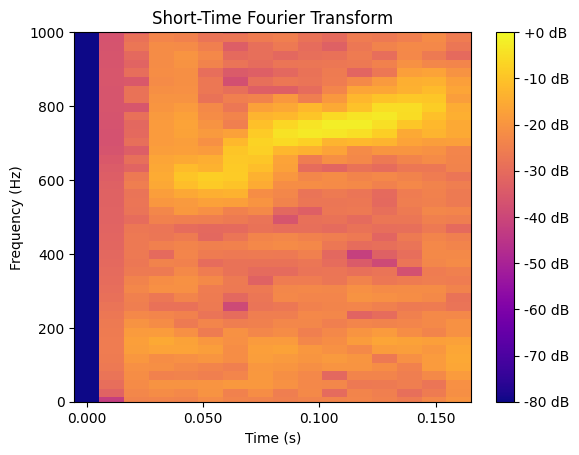 Short-Time Fourier Transform
1000
800
600
400
200
0
Frequency (Hz)
0.000
0.050
0.100
0.150
Time (s)
+0 dB
-10 dB
-20 dB
-30 dB
-40 dB
-50 dB
-60 dB
-70 dB
-80 dB